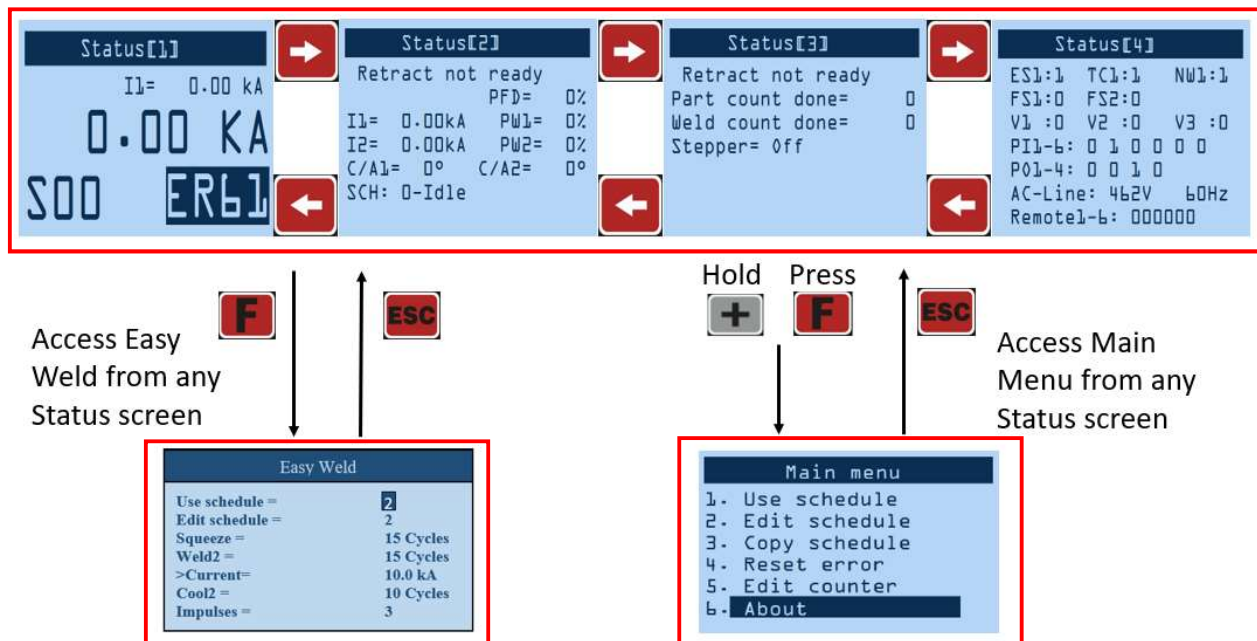 Status[1]
I1= 0.00 kA
0.00 KA
S00 ER61
Status[2]
Retract not ready
PFD= 0%
I1= 0.00kA PW1= 0%
I2= 0.00kA PW2= 0%
C/A1= 0° C/A2= 0°
SCH: 0-Idle
Status[3]
Retract not ready
Part count done= 0
Weld count done= 0
Stepper= Off
Status[4]
ES1:1 TC1:1 NW1:1
FS1:0 FS2:0
V1 :0 V2 :0 V3 :0
PI1-6: 0 1 0 0 0 0
PO1-4: 0 0 1 0
AC-Line: 462V 60Hz
Remote1-6: 000000
Access Easy
Weld from any
Status screen
F
ESC
Hold Press
+ F
ESC
Access Main
Menu from any
Status screen
Easy Weld
Use schedule = 2
Edit schedule = 2
Squeeze = 15 Cycles
Weld2 = 15 Cycles
>Current= 10.0 kA
Cool2 = 10 Cycles
Impulses = 3
Main menu
1. Use schedule
2. Edit schedule
3. Copy schedule
4. Reset error
5. Edit counter
6. About